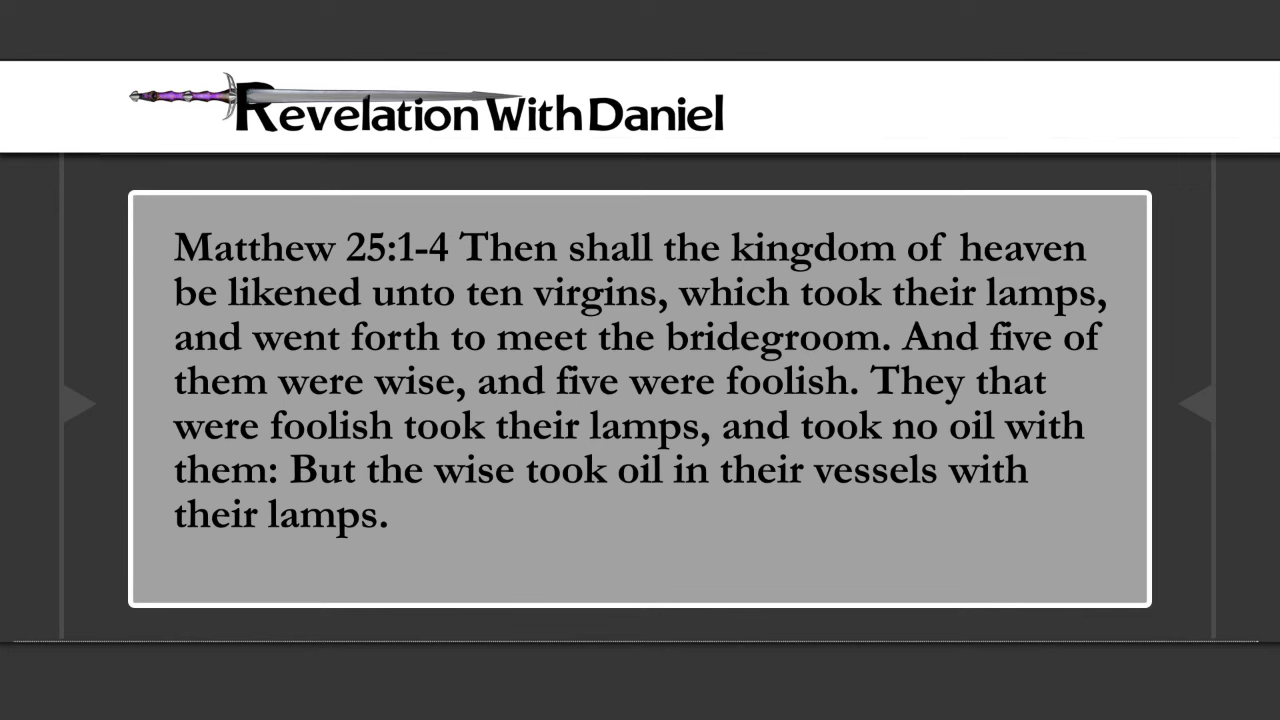 Revelation With Daniel
Matthew 25:1-4 Then shall the kingdom of heaven
be likened unto ten virgins, which took their lamps,
and went forth to meet the bridegroom. And five of
them were wise, and five were foolish. They that
were foolish took their lamps, and took no oil with
them: But the wise took oil in their vessels with
their lamps.